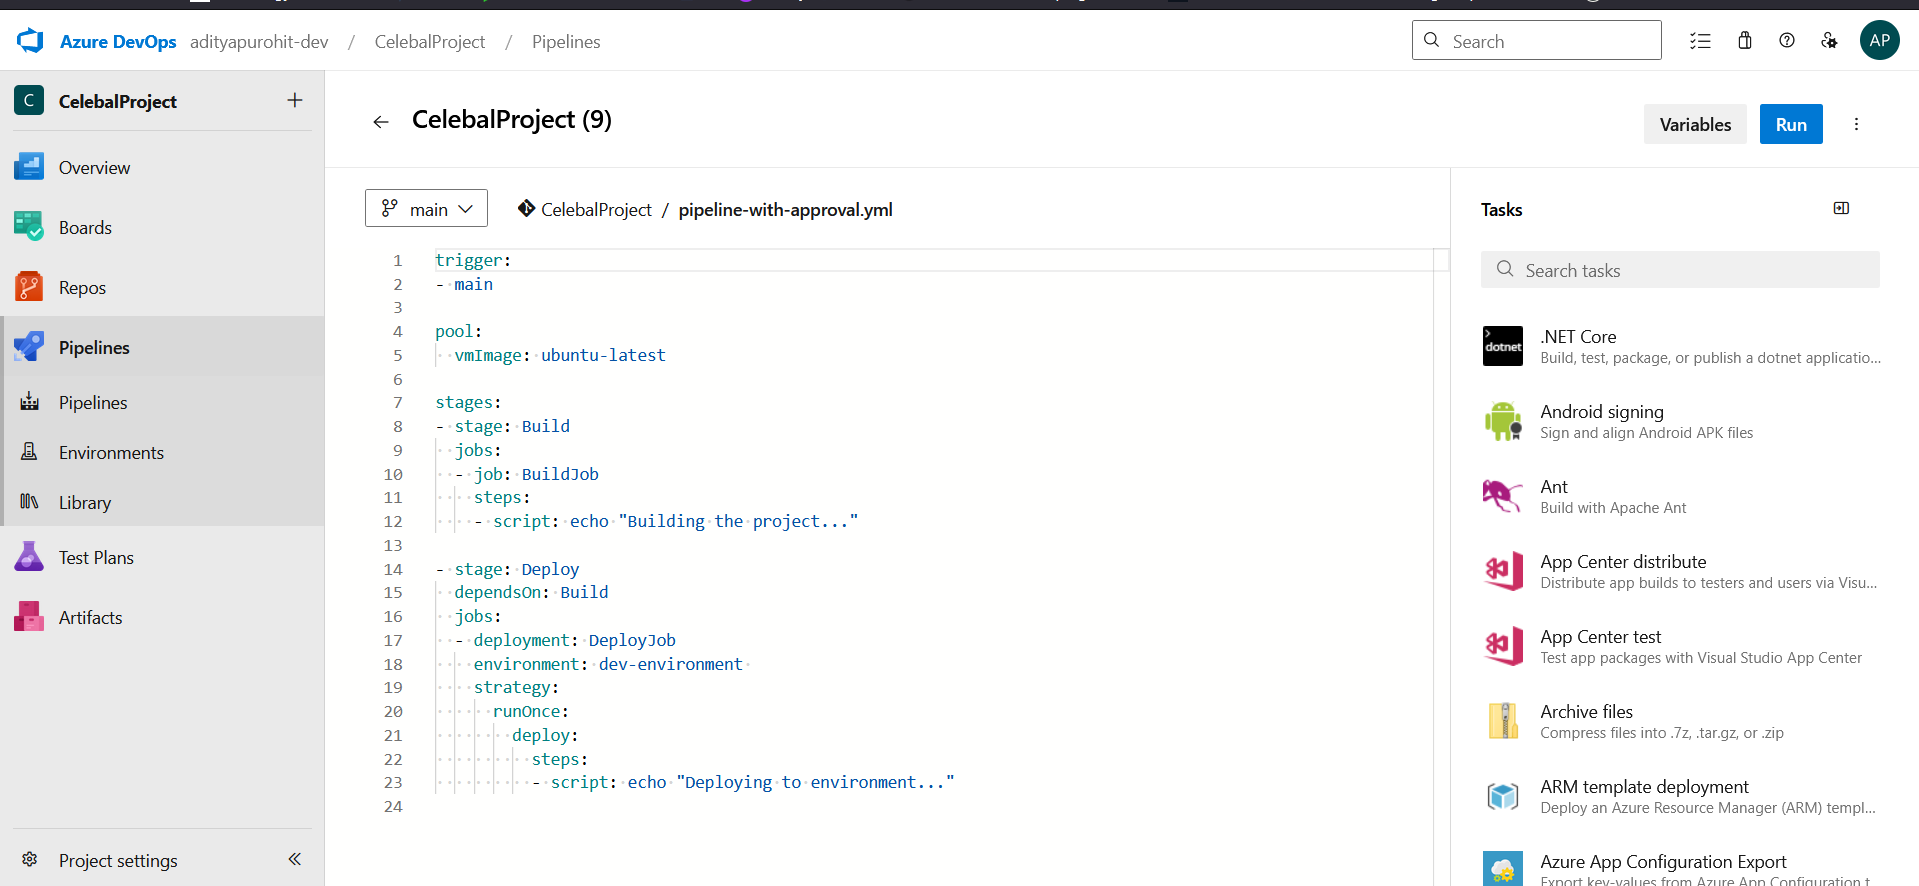 Azure DevOps adityapurohit-dev / CelebalProject / Pipelines
Search
AP
C CelebalProject
Overview
Boards
Repos
Pipelines
Pipelines
Environments
Library
Test Plans
Artifacts
Project settings
CelebalProject (9)
Variables
Run
main
CelebalProject / pipeline-with-approval.yml
1 trigger:
2 - main
3
4 pool:
5   vmImage: ubuntu-latest
6
7 stages:
8 - stage: Build
9   jobs:
10   - job: BuildJob
11     steps:
12     - script: echo "Building the project..."
13
14 - stage: Deploy
15   dependsOn: Build
16   jobs:
17   - deployment: DeployJob
18     environment: dev-environment
19     strategy:
20       runOnce:
21         deploy:
22           steps:
23           - script: echo "Deploying to environment..."
24
Tasks
Search tasks
dotnet
.NET Core
Build, test, package, or publish a dotnet applicatio...
Android signing
Sign and align Android APK files
Ant
Build with Apache Ant
App Center distribute
Distribute app builds to testers and users via Visu...
App Center test
Test app packages with Visual Studio App Center
Archive files
Compress files into .7z, .tar.gz, or .zip
ARM template deployment
Deploy an Azure Resource Manager (ARM) templ...
Azure App Configuration Export
Export key-values from Azure App Configuration t